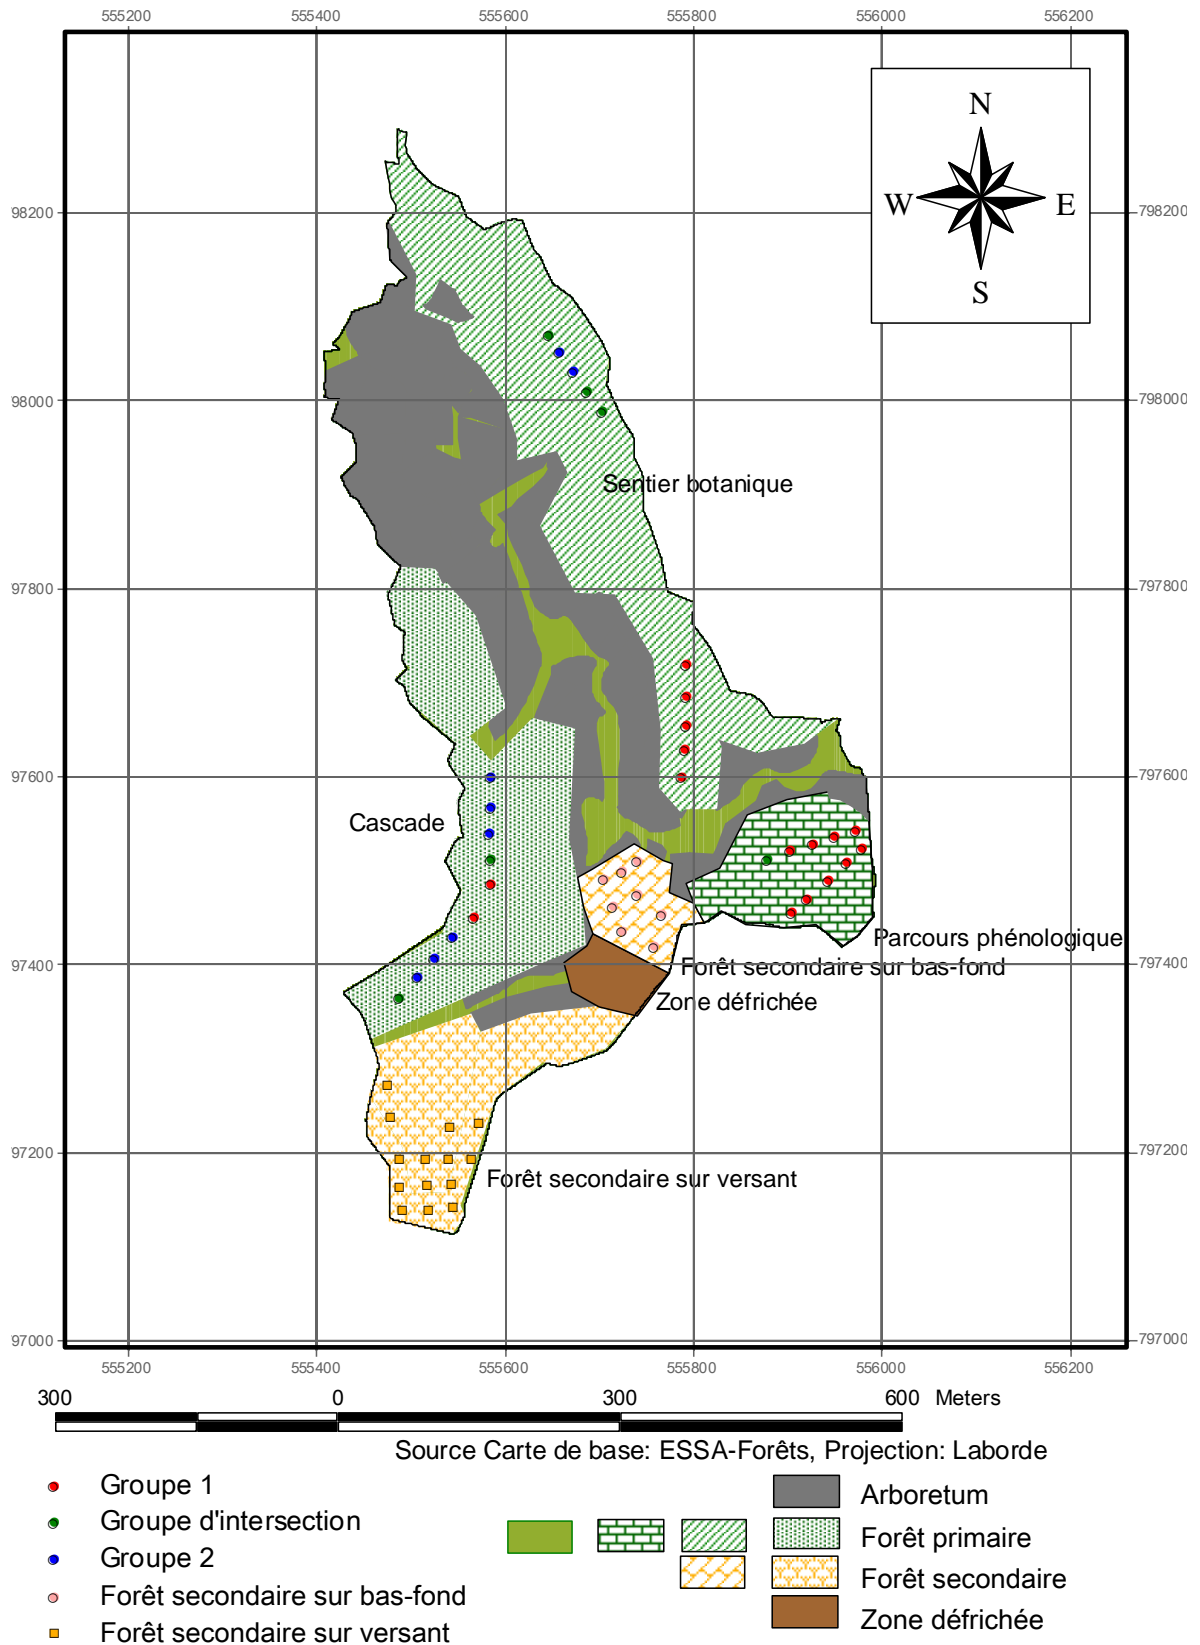 555200 555400 555600 555800 556000 556200
N
W E
S
98200 798200
98000 798000
Sentier botanique
97800 797800
97600 797600
Cascade
Parcours phénologique
97400 797400
Forêt secondaire sur bas-fond
Zone défrichée
97200 797200
Forêt secondaire sur versant
97000 797000
555200 555400 555600 555800 556000 556200
300 0 300 600 Meters
Source Carte de base: ESSA-Forêts, Projection: Laborde
Groupe 1
Groupe d'intersection
Groupe 2
Forêt secondaire sur bas-fond
Forêt secondaire sur versant
Arboretum
Forêt primaire
Forêt secondaire
Zone défrichée